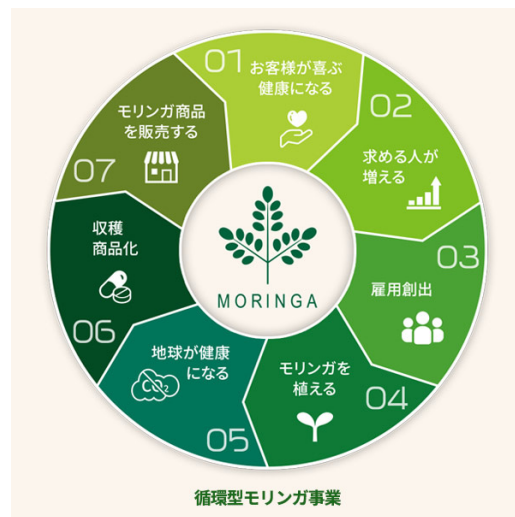 01
お客様が喜ぶ
健康になる
02
求める人が
増える
03
雇用創出
04
モリンガを
植える
05
地球が健康
になる
CO2
06
収穫
商品化
07
モリンガ商品
を販売する
MORINGA
循環型モリンガ事業